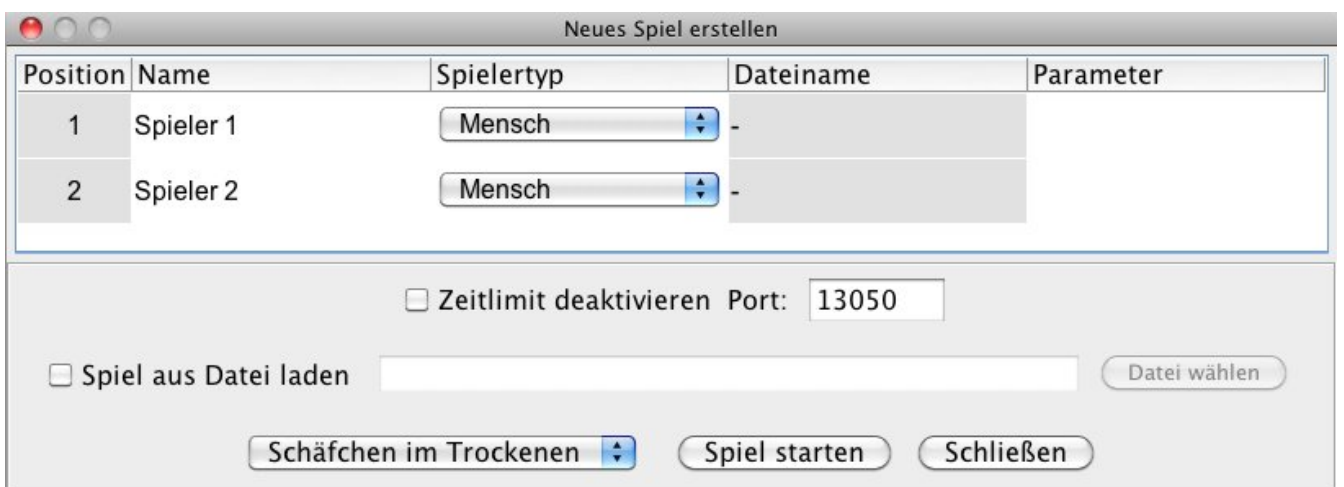 Neues Spiel erstellen
Position Name Spielertyp Dateiname Parameter
1 Spieler 1 Mensch -
2 Spieler 2 Mensch -
Zeitlimit deaktivieren Port: 13050
Spiel aus Datei laden Datei wählen
Schäfchen im Trockenen Spiel starten Schließen